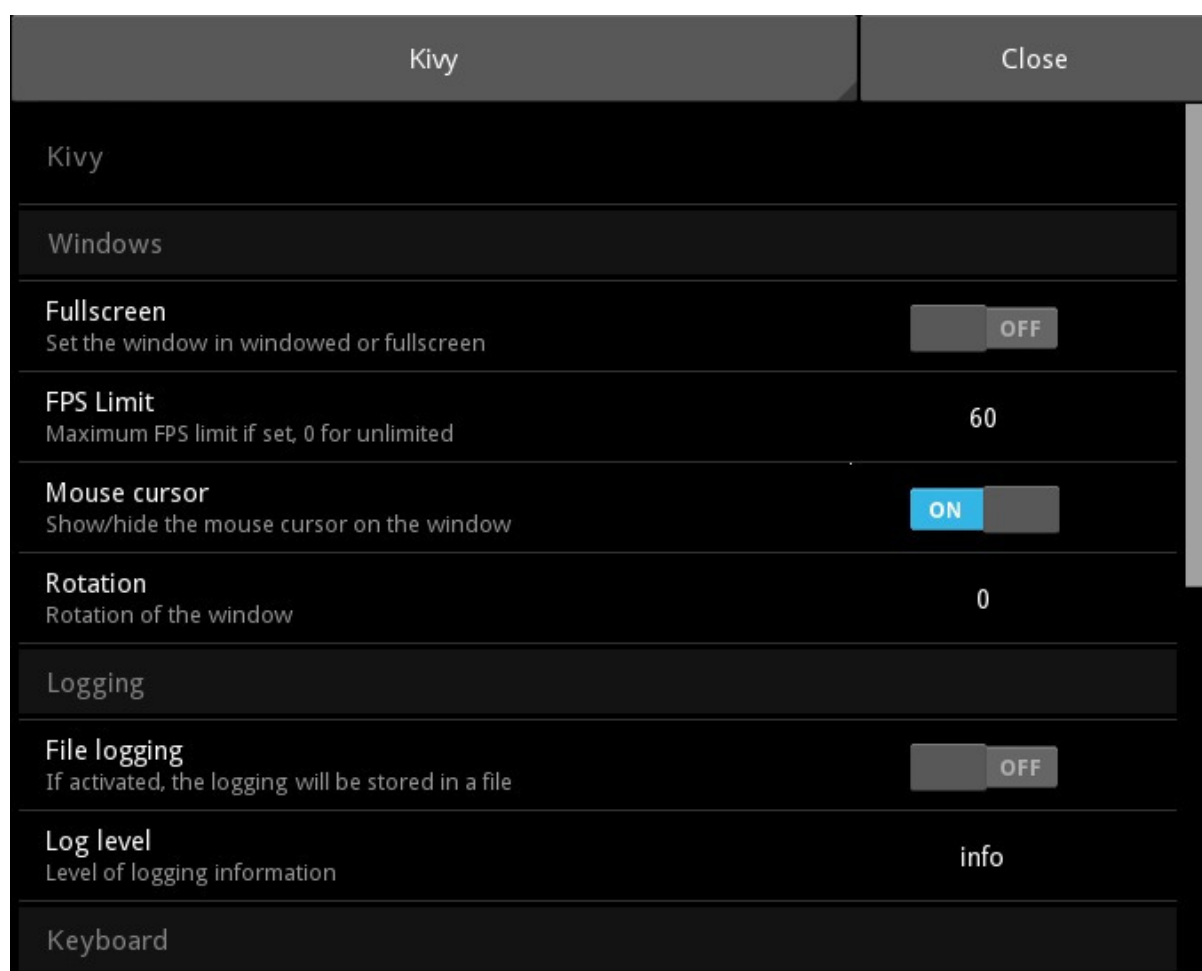 Kivy
Close
Kivy
Windows
Fullscreen
Set the window in windowed or fullscreen
OFF
FPS Limit
Maximum FPS limit if set, 0 for unlimited
60
Mouse cursor
Show/hide the mouse cursor on the window
ON
Rotation
Rotation of the window
0
Logging
File logging
If activated, the logging will be stored in a file
OFF
Log level
Level of logging information
info
Keyboard